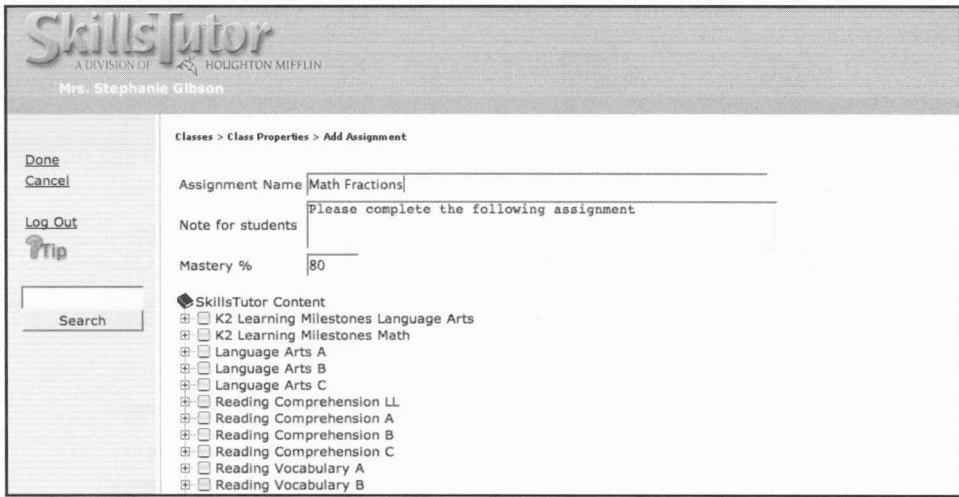 SkillsTutor
A DIVISION OF HOUGHTON MIFFLIN
Mrs. Stephanie Gibson
Classes > Class Properties > Add Assignment
Done
Cancel
Log Out
Tip
Search
Assignment Name Math Fractions
Note for students Please complete the following assignment
Mastery % 80
SkillsTutor Content
K2 Learning Milestones Language Arts
K2 Learning Milestones Math
Language Arts A
Language Arts B
Language Arts C
Reading Comprehension LL
Reading Comprehension A
Reading Comprehension B
Reading Comprehension C
Reading Vocabulary A
Reading Vocabulary B